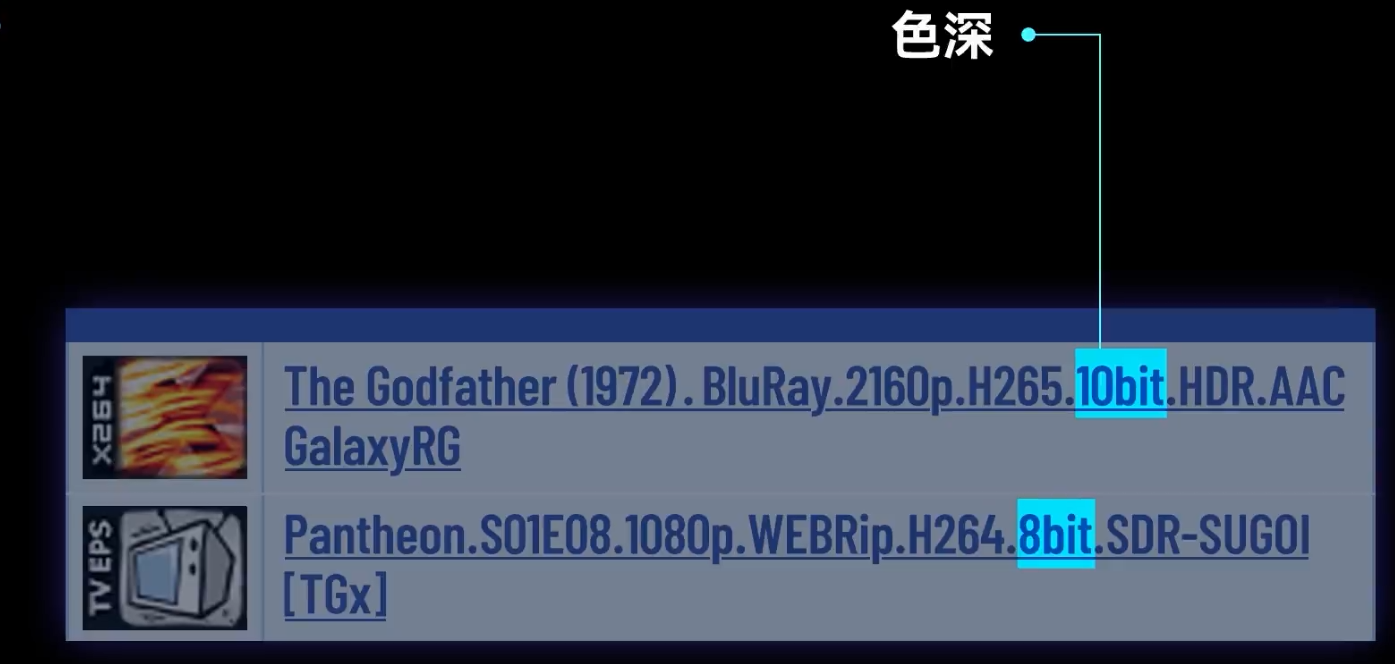 色深
X264
The Godfather (1972). BluRay.2160p.H265.10bit.HDR.AAC
GalaxyRG
TV EPS
Pantheon.S01E08.1080p.WEBRip.H264.8bit.SDR-SUGOI
[TGx]